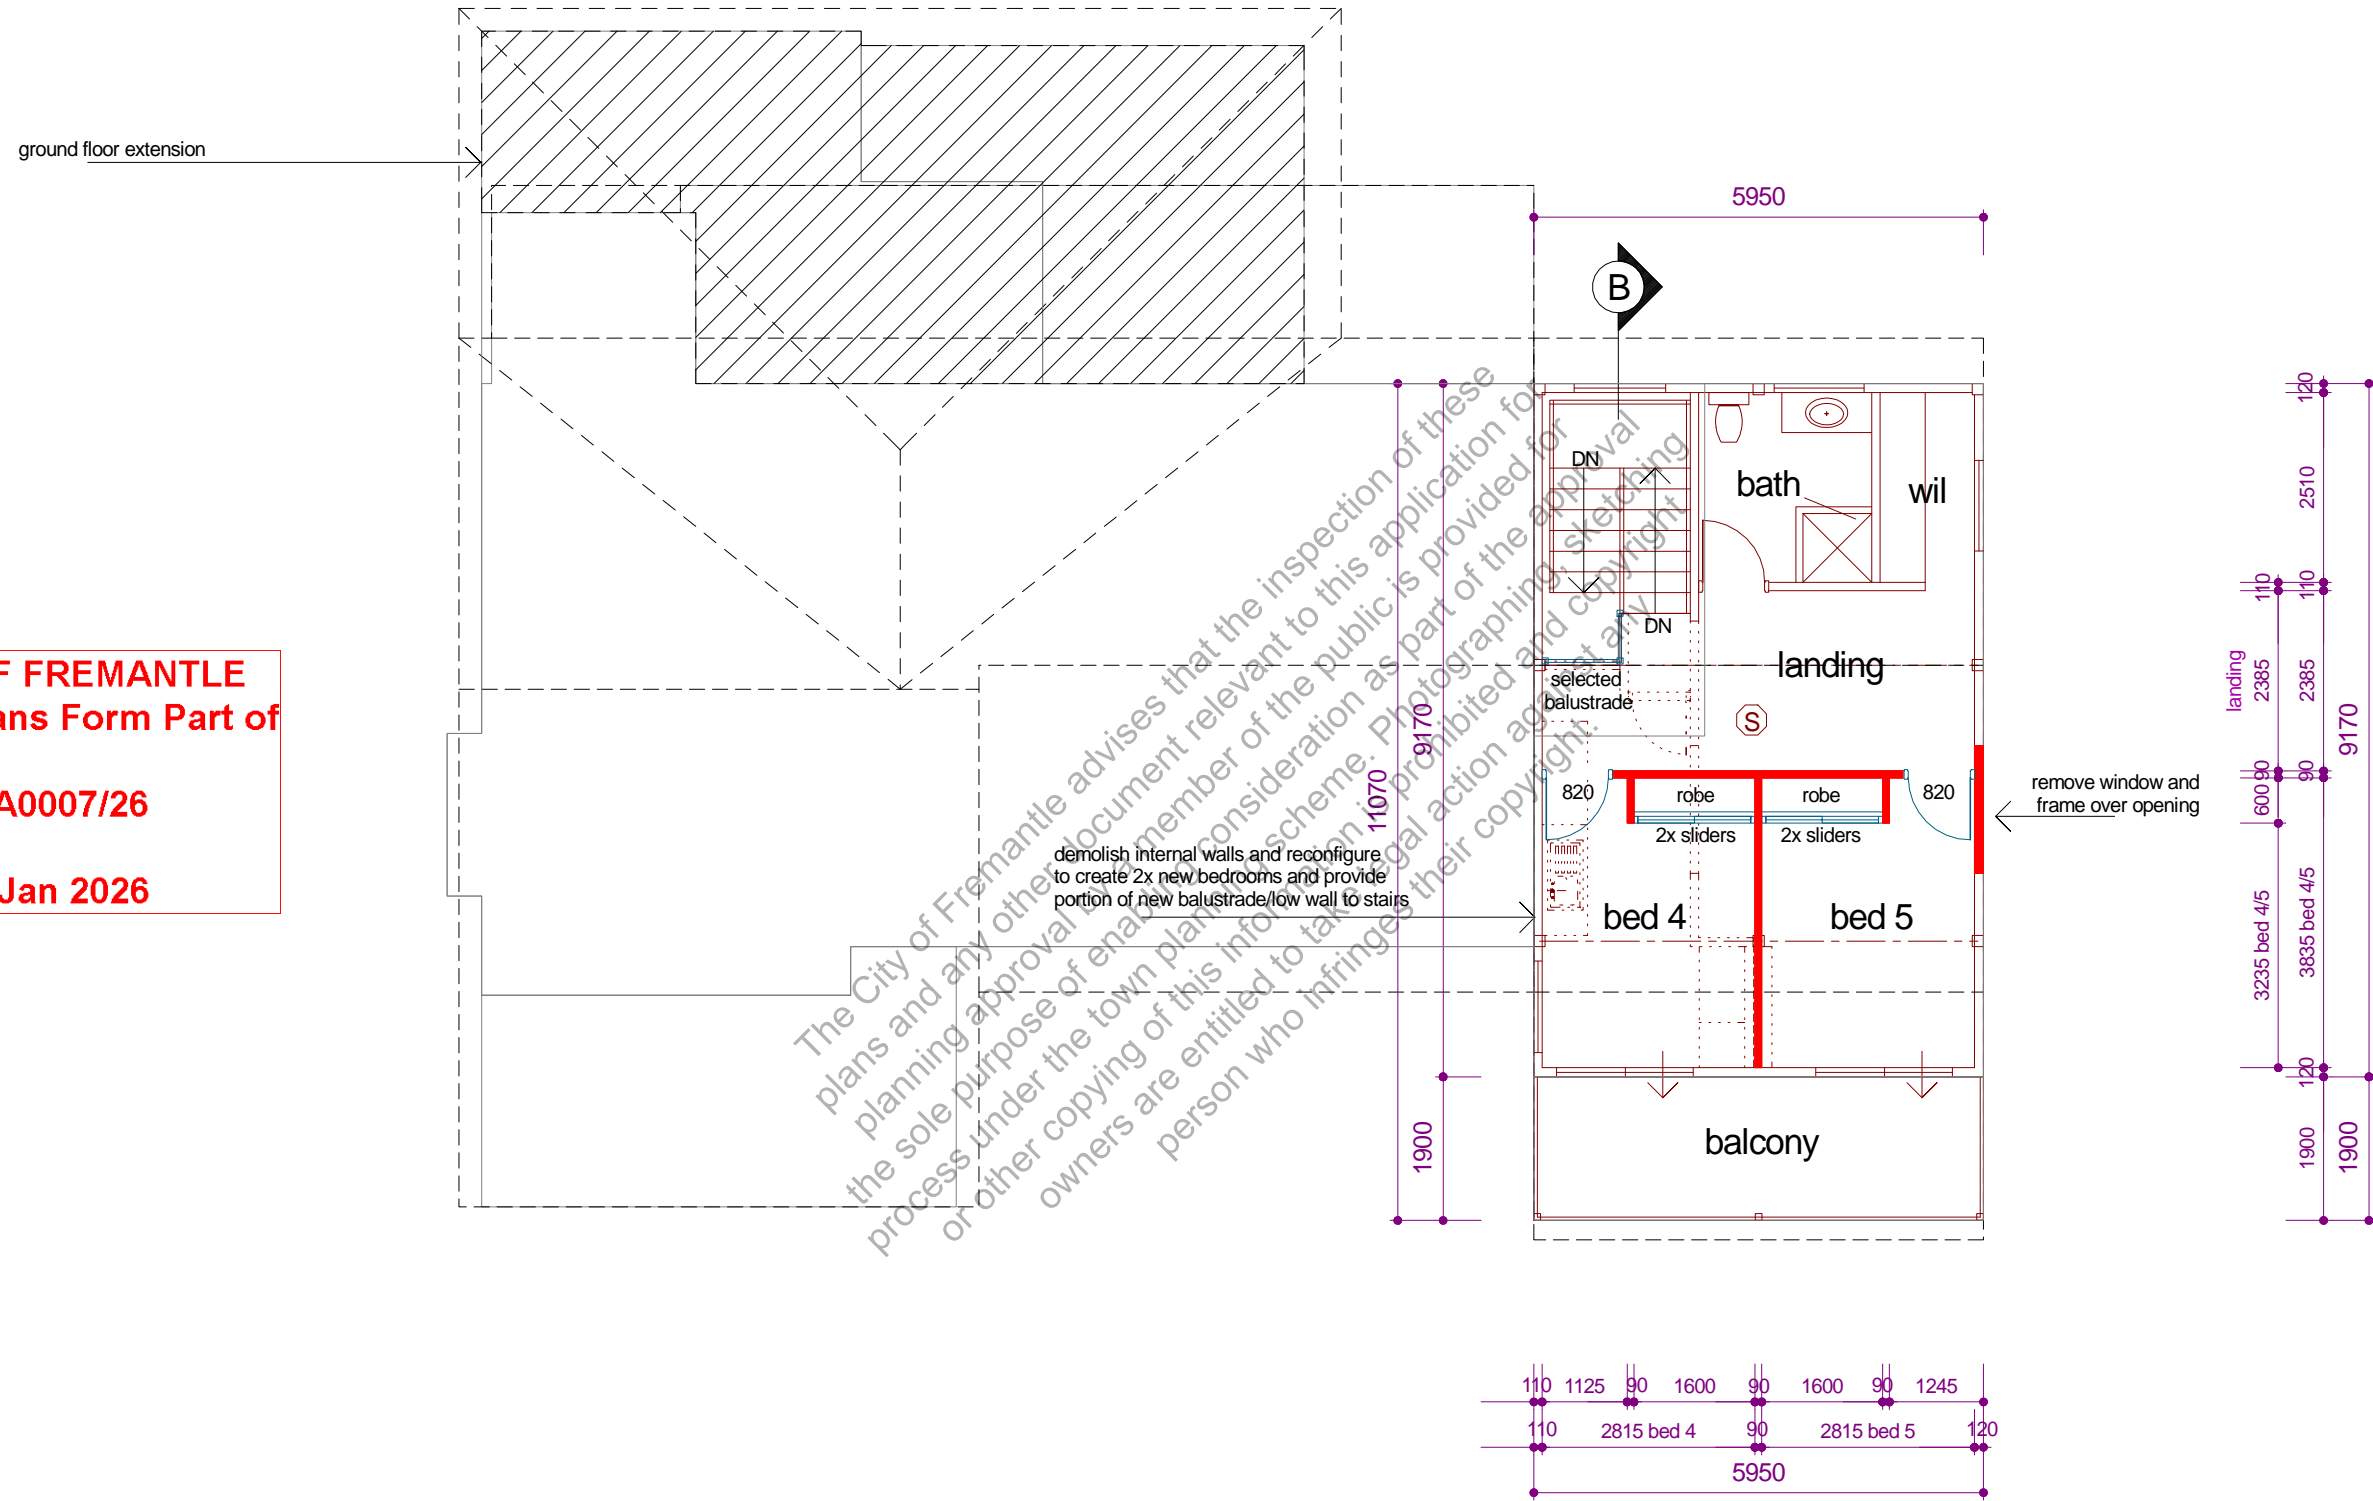 ground floor extension
5950
B
DN
bath
wil
DN
landing
selected
balustrade
S
820
robe
robe
820
2x sliders
2x sliders
remove window and
frame over opening
demolish internal walls and reconfigure
to create 2x new bedrooms and provide
portion of new balustrade/low wall to stairs
bed 4
bed 5
balcony
9170
11070
1900
120
2510
110
110
landing
2385
2385
9170
90
90
600
3235 bed 4/5
3835 bed 4/5
120
1900
1900
110 1125 90 1600 90 1600 90 1245
110 2815 bed 4 90 2815 bed 5 120
5950
F FREMANTLE
ans Form Part of
A0007/26
Jan 2026
The City of Fremantle advises that the inspection of these
plans and any other document relevant to this application for
planning approval by a member of the public is provided for
the sole purpose of enabling consideration as part of the approval
process under the town planning scheme. Photographing, sketching
or other copying of this information is prohibited and copyright
owners are entitled to take legal action against any
person who infringes their copyright.